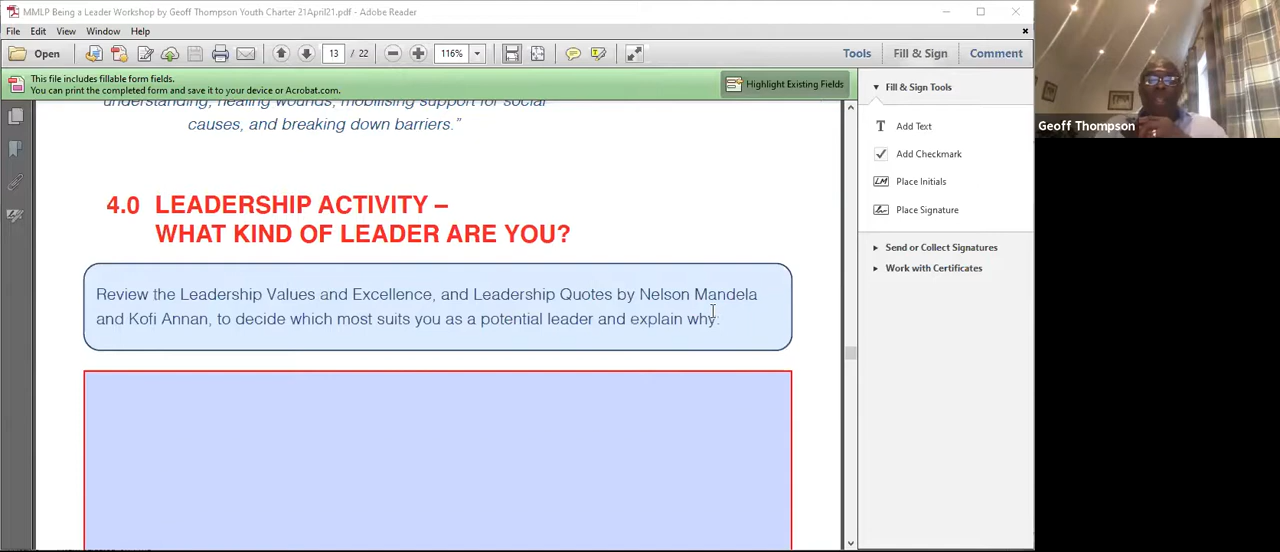 MMLP Being a Leader Workshop by Geoff Thompson Youth Charter 21April21.pdf - Adobe Reader
File Edit View Window Help
Open 13 / 22 116% Tools Fill & Sign Comment
This file includes fillable form fields.
You can print the completed form and save it to your device or Acrobat.com.
Highlight Existing Fields
understanding, healing wounds, mobilising support for social
causes, and breaking down barriers.”
4.0 LEADERSHIP ACTIVITY –
WHAT KIND OF LEADER ARE YOU?
Review the Leadership Values and Excellence, and Leadership Quotes by Nelson Mandela
and Kofi Annan, to decide which most suits you as a potential leader and explain why.
Fill & Sign Tools
Add Text
Add Checkmark
LM Place Initials
Place Signature
Send or Collect Signatures
Work with Certificates
Geoff Thompson